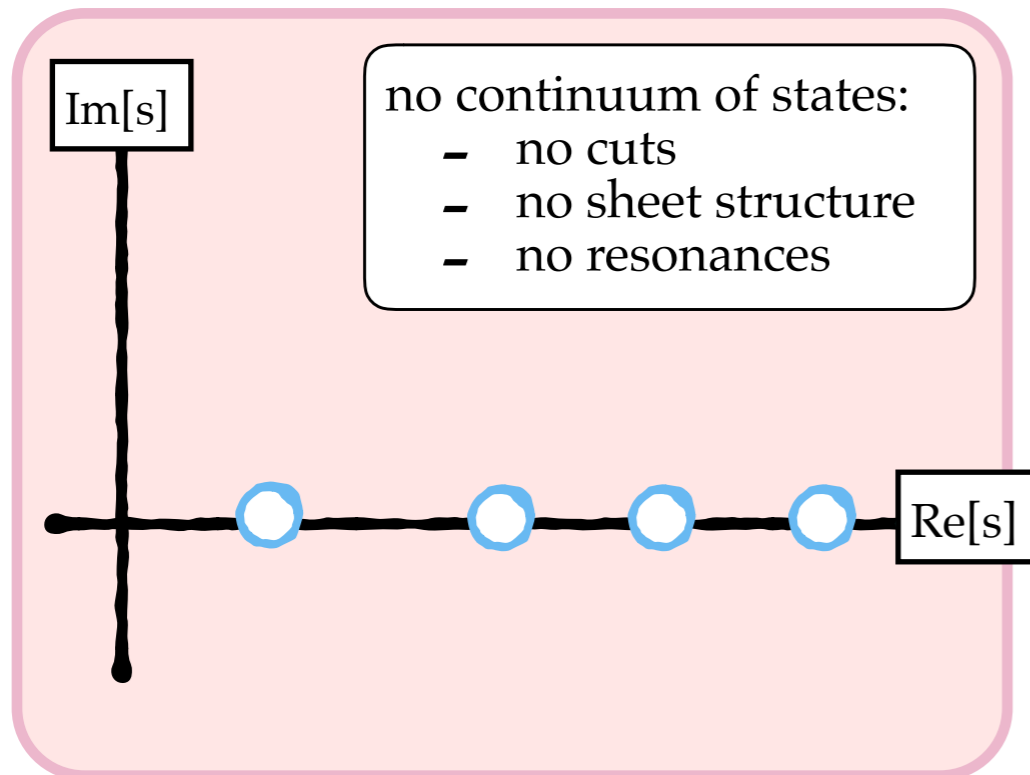 Im[s]
no continuum of states:
- no cuts
- no sheet structure
- no resonances
Re[s]